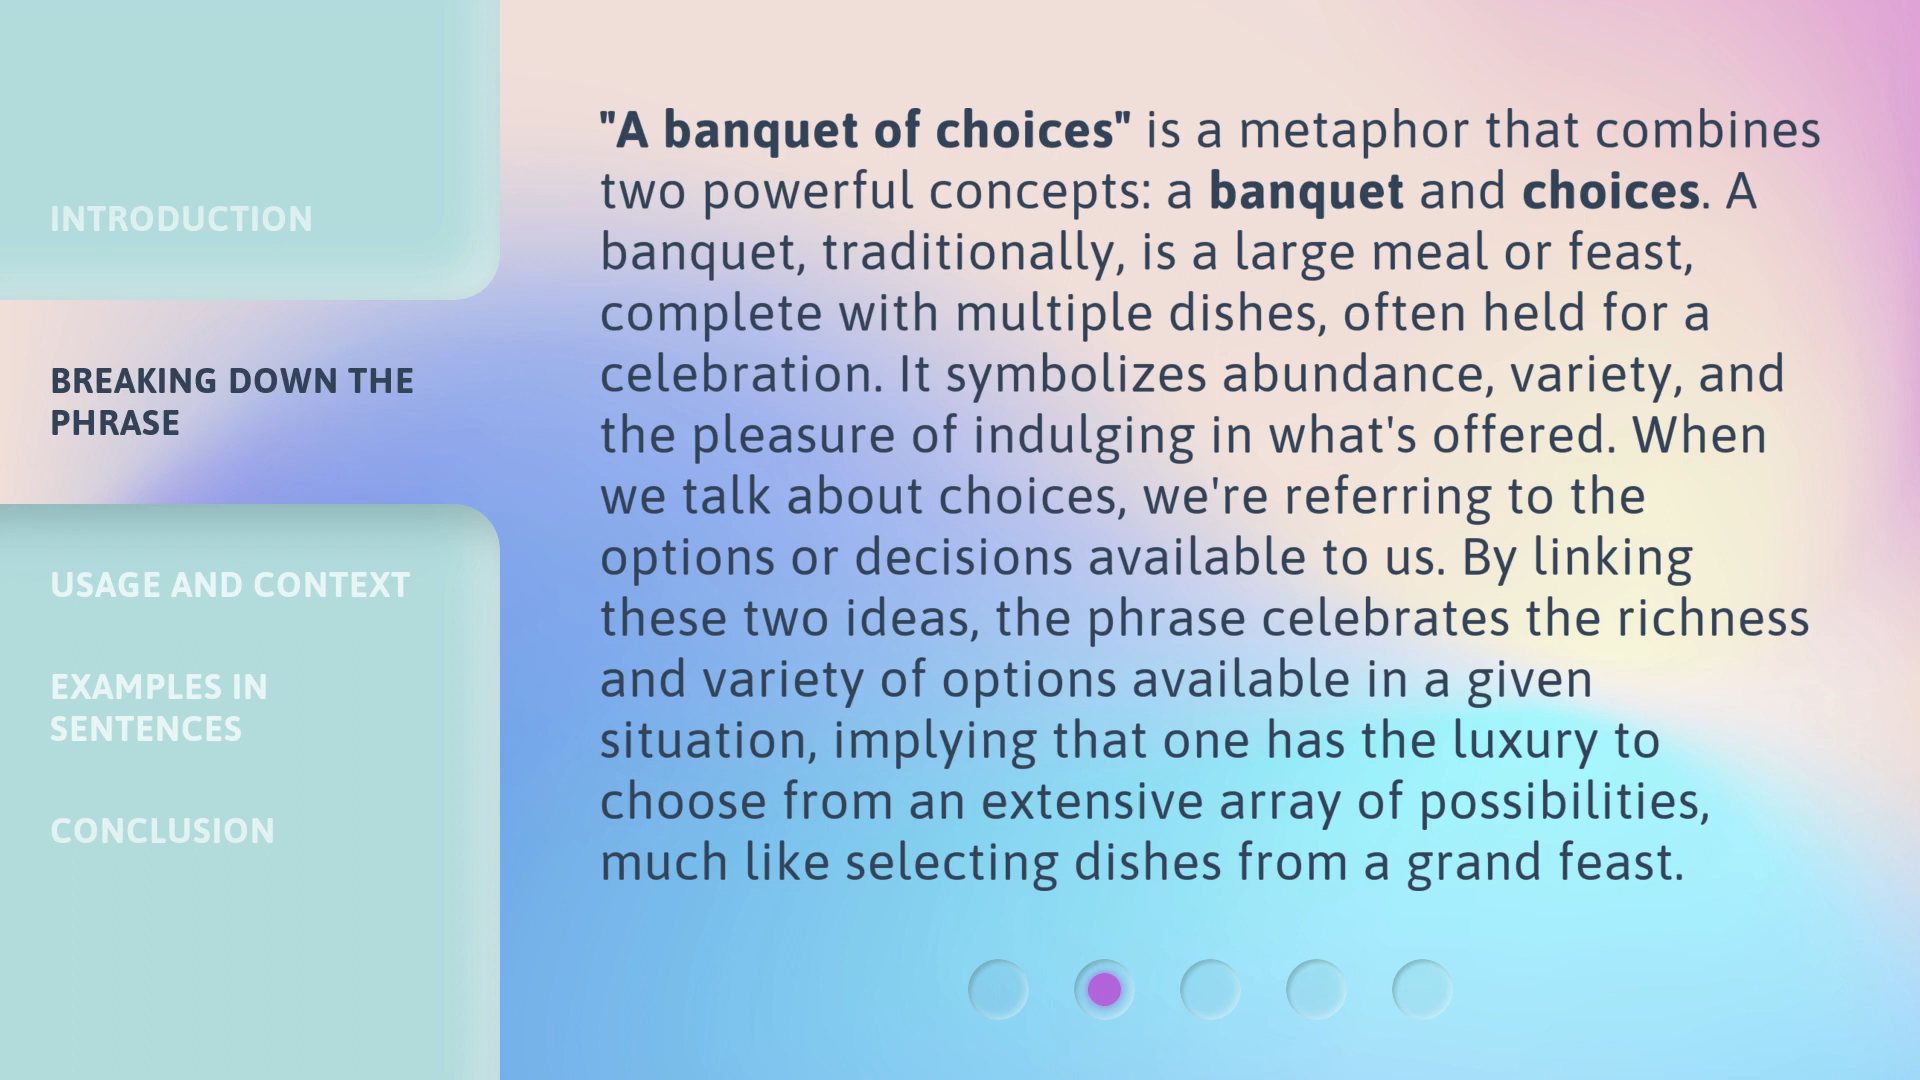 INTRODUCTION
BREAKING DOWN THE
PHRASE
USAGE AND CONTEXT
EXAMPLES IN
SENTENCES
CONCLUSION
"A banquet of choices" is a metaphor that combines
two powerful concepts: a banquet and choices. A
banquet, traditionally, is a large meal or feast,
complete with multiple dishes, often held for a
celebration. It symbolizes abundance, variety, and
the pleasure of indulging in what's offered. When
we talk about choices, we're referring to the
options or decisions available to us. By linking
these two ideas, the phrase celebrates the richness
and variety of options available in a given
situation, implying that one has the luxury to
choose from an extensive array of possibilities,
much like selecting dishes from a grand feast.